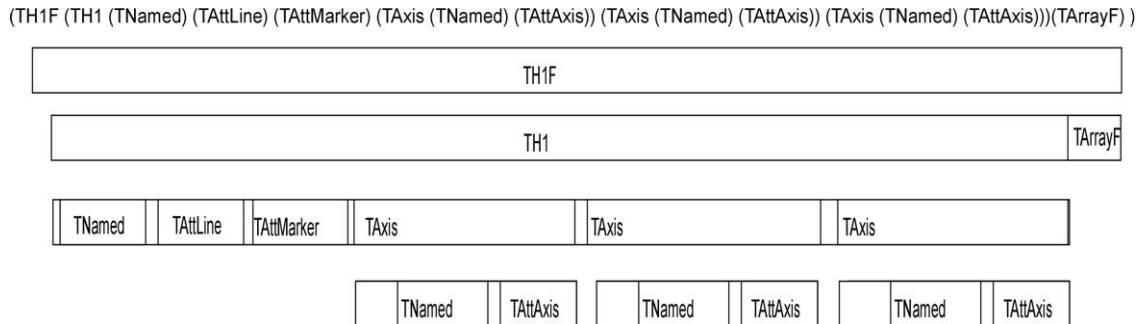 (TH1F (TH1 (TNamed) (TAttLine) (TAttMarker) (TAxis (TNamed) (TAttAxis)) (TAxis (TNamed) (TAttAxis)) (TAxis (TNamed) (TAttAxis)))(TArrayF) )
TH1F
TH1 TArrayF
TNamed TAttLine TAttMarker TAxis TAxis TAxis
TNamed TAttAxis TNamed TAttAxis TNamed TAttAxis